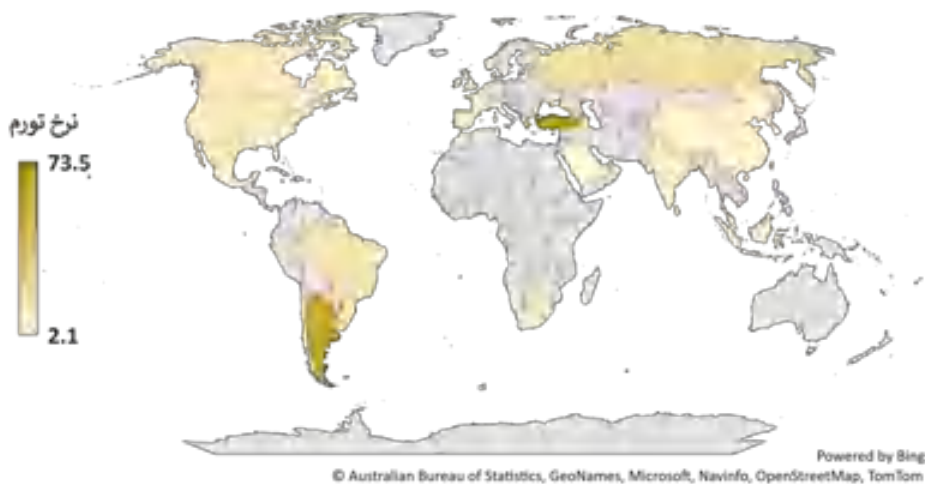 نرخ تورم
73.5
2.1
Powered by Bing
© Australian Bureau of Statistics, GeoNames, Microsoft, Navinfo, OpenStreetMap, TomTom